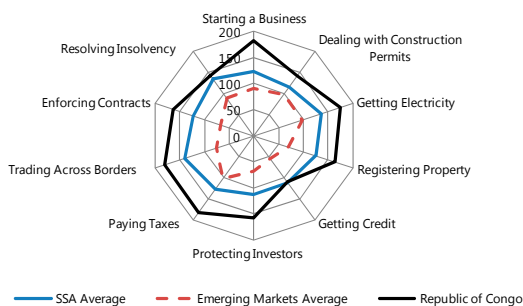 Starting a Business
Dealing with Construction
Permits
Getting Electricity
Registering Property
Getting Credit
Protecting Investors
Paying Taxes
Trading Across Borders
Enforcing Contracts
Resolving Insolvency
200
150
100
50
0
SSA Average
Emerging Markets Average
Republic of Congo